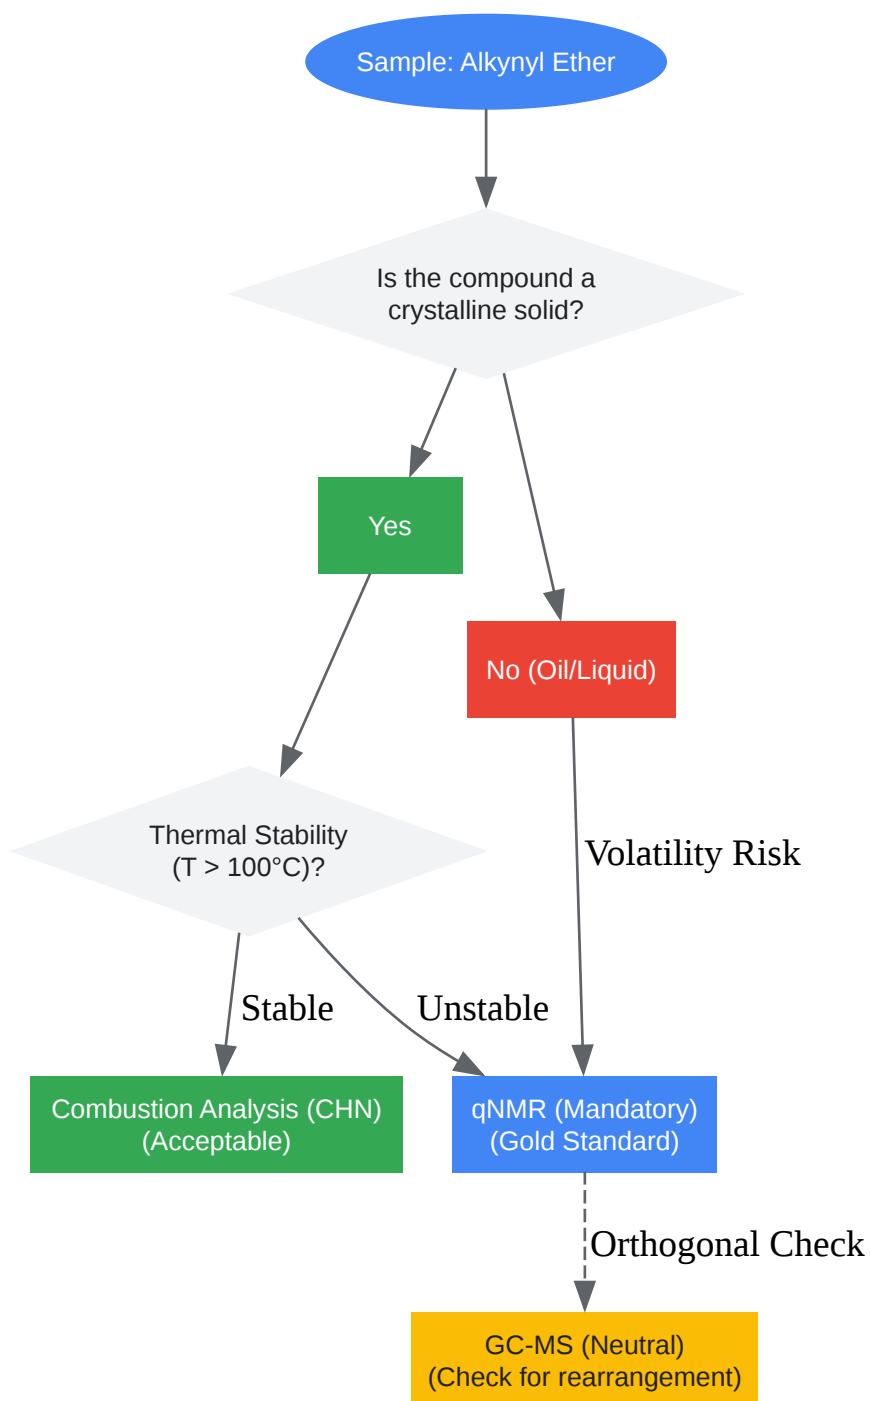 Sample: Alkynyl Ether
Is the compound a
crystalline solid?
Yes
No (Oil/Liquid)
Thermal Stability
(T > 100°C)?
Volatility Risk
Stable
Unstable
Combustion Analysis (CHN)
(Acceptable)
qNMR (Mandatory)
(Gold Standard)
Orthogonal Check
GC-MS (Neutral)
(Check for rearrangement)